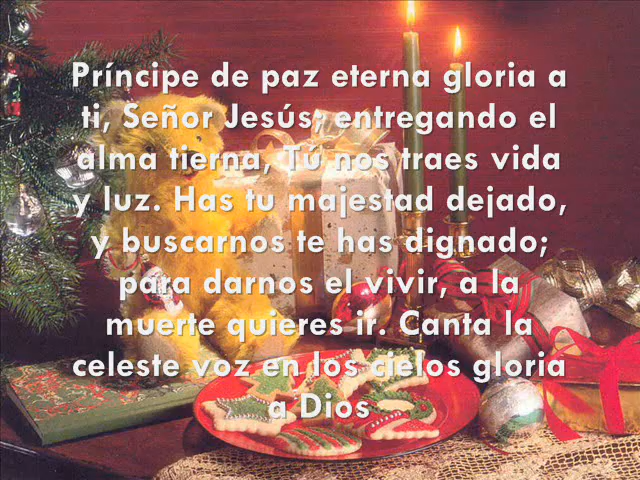 Príncipe de paz eterna gloria a
ti, Señor Jesús; entregando el
alma tierna, Tú nos traes vida
y luz. Has tu majestad dejado,
y buscarnos te has dignado;
para darnos el vivir, a la
muerte quieres ir. Canta la
celeste voz en los cielos gloria
a Dios